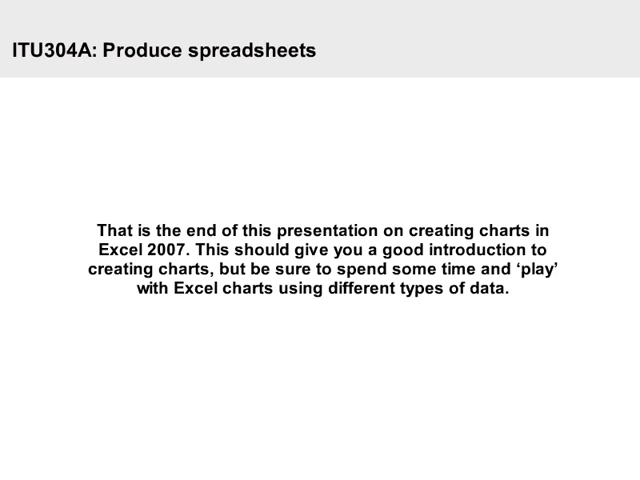 ITU304A: Produce spreadsheets
That is the end of this presentation on creating charts in
Excel 2007. This should give you a good introduction to
creating charts, but be sure to spend some time and ‘play’
with Excel charts using different types of data.